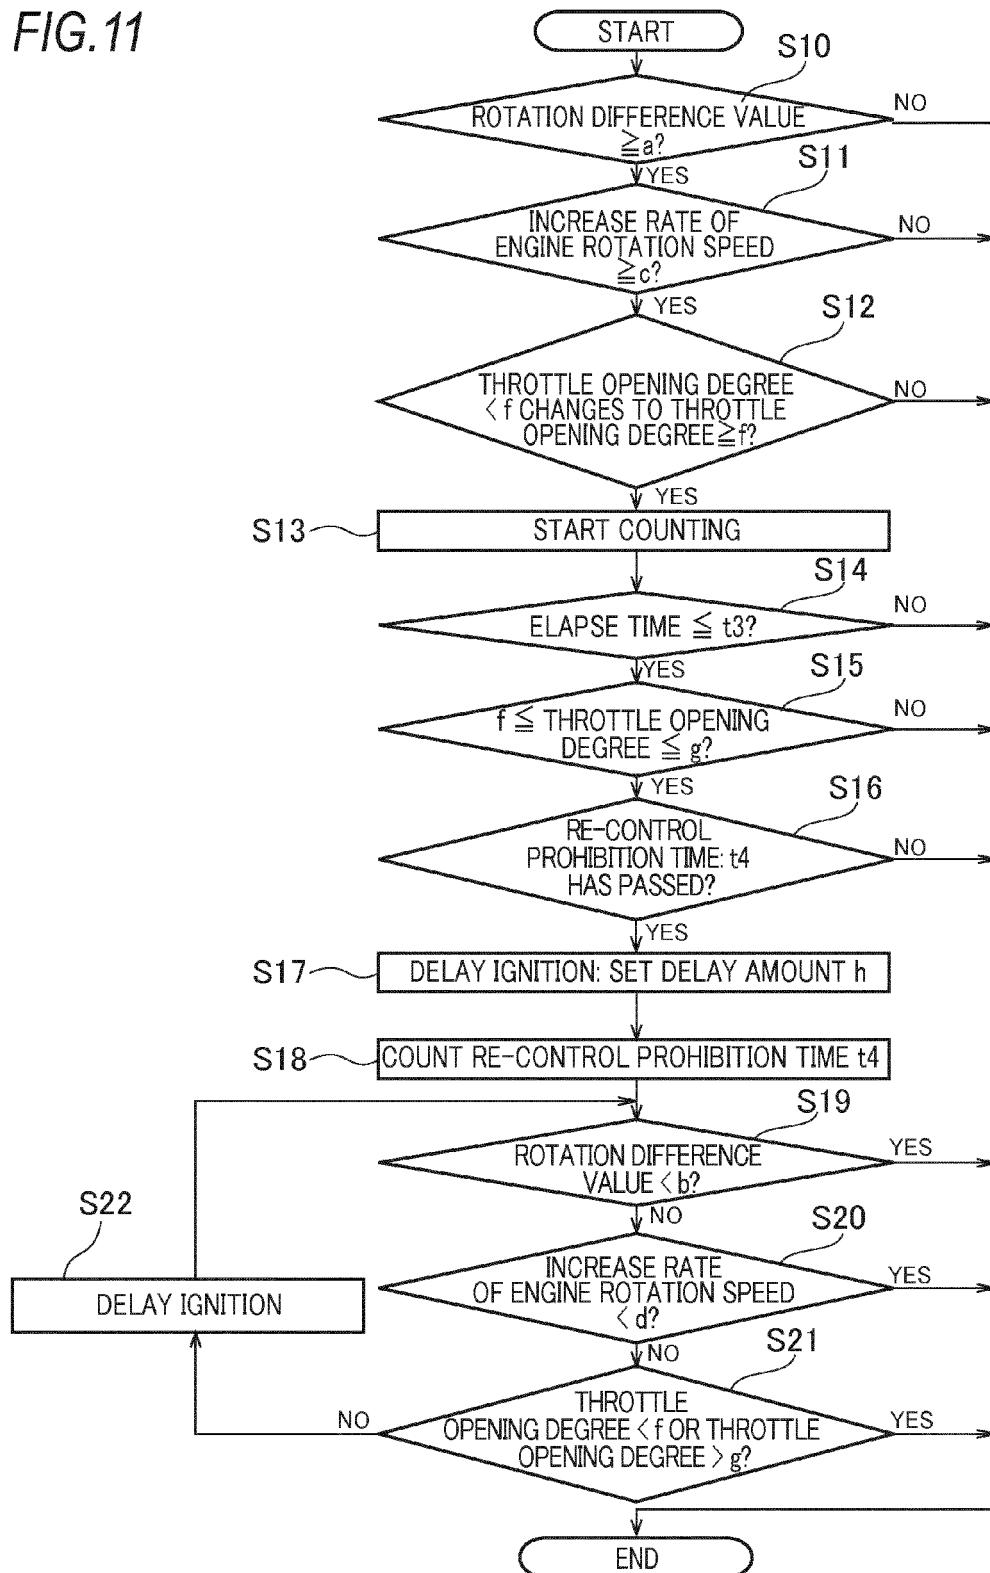 FIG.11
START
S10
ROTATION DIFFERENCE VALUE
≧a?
NO
YES
S11
INCREASE RATE OF
ENGINE ROTATION SPEED
≧c?
NO
YES
S12
THROTTLE OPENING DEGREE
<f CHANGES TO THROTTLE
OPENING DEGREE≧f?
NO
YES
S13
START COUNTING
S14
ELAPSE TIME ≦ t3?
NO
YES
S15
f ≦ THROTTLE OPENING
DEGREE ≦ g?
NO
YES
S16
RE-CONTROL
PROHIBITION TIME: t4
HAS PASSED?
NO
YES
S17
DELAY IGNITION: SET DELAY AMOUNT h
S18
COUNT RE-CONTROL PROHIBITION TIME t4
S19
ROTATION DIFFERENCE
VALUE <b?
YES
NO
S22
DELAY IGNITION
S20
INCREASE RATE
OF ENGINE ROTATION SPEED
<d?
YES
NO
S21
THROTTLE
OPENING DEGREE <f OR THROTTLE
OPENING DEGREE >g?
NO
YES
END